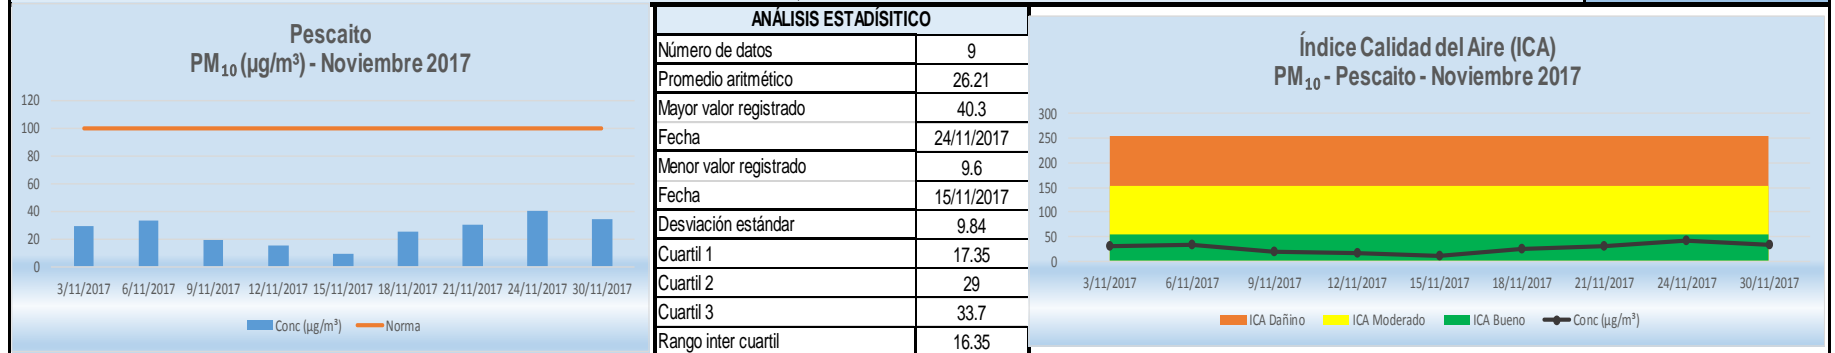 Pescaito
PM₁₀ (µg/m³) - Noviembre 2017
120
100
80
60
40
20
0
3/11/2017 6/11/2017 9/11/2017 12/11/2017 15/11/2017 18/11/2017 21/11/2017 24/11/2017 30/11/2017
Conc (µg/m³) Norma
ANÁLISIS ESTADÍSITICO
Número de datos 9
Promedio aritmético 26.21
Mayor valor registrado 40.3
Fecha 24/11/2017
Menor valor registrado 9.6
Fecha 15/11/2017
Desviación estándar 9.84
Cuartil 1 17.35
Cuartil 2 29
Cuartil 3 33.7
Rango inter cuartil 16.35
Índice Calidad del Aire (ICA)
PM₁₀ - Pescaito - Noviembre 2017
300
250
200
150
100
50
0
3/11/2017 6/11/2017 9/11/2017 12/11/2017 15/11/2017 18/11/2017 21/11/2017 24/11/2017 30/11/2017
ICA Dañino ICA Moderado ICA Bueno Conc (µg/m³)